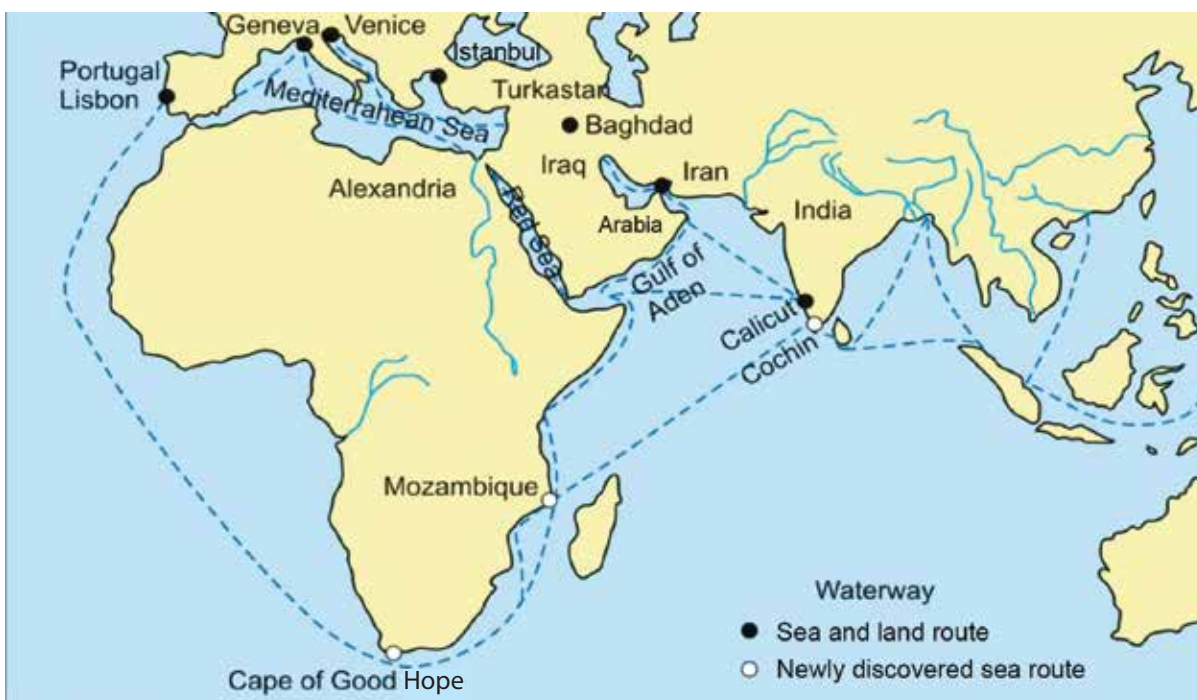 Geneva
Venice
Istanbul
Portugal
Lisbon
Mediterrahean Sea
Turkastan
Baghdad
Iraq
Iran
Alexandria
Red Sea
Arabia
India
Gulf of
Aden
Calicut
Cochin
Mozambique
Cape of Good Hope
Waterway
Sea and land route
Newly discovered sea route